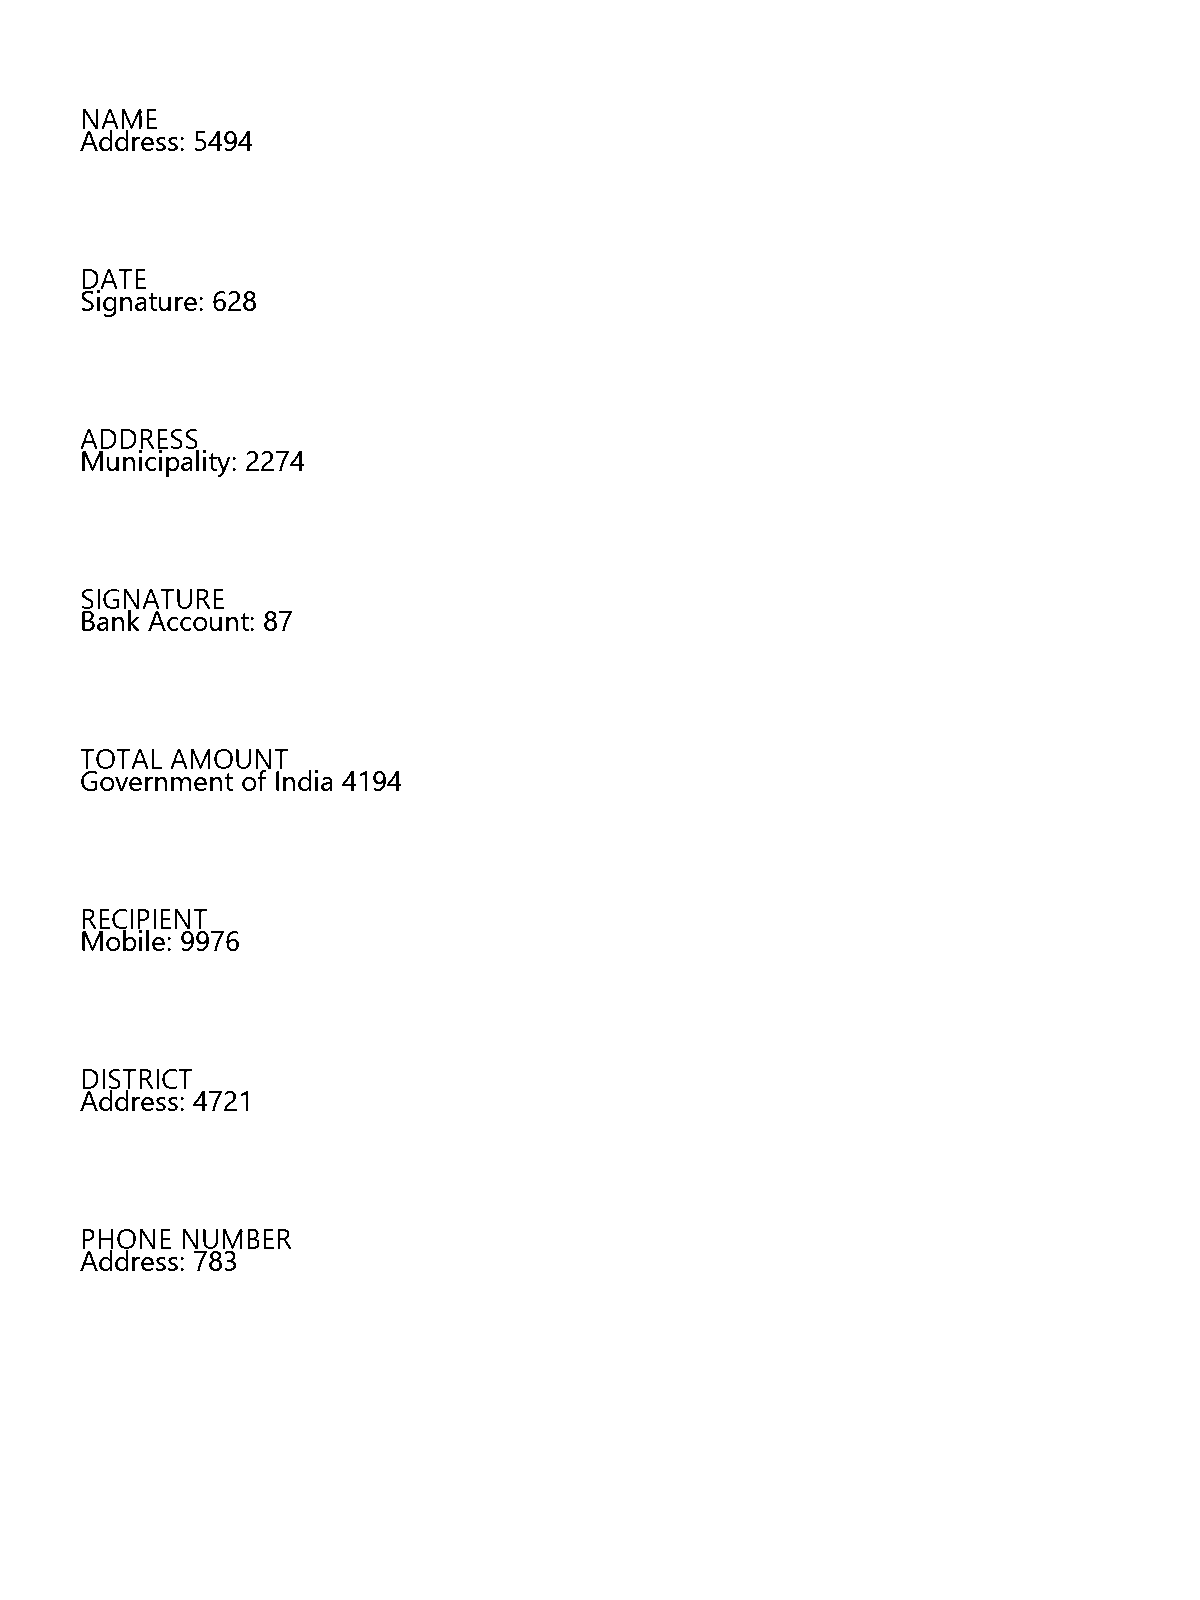 NAME
Address: 5494
DATE
Signature: 628
ADDRESS
Municipality: 2274
SIGNATURE
Bank Account: 87
TOTAL AMOUNT
Government of India 4194
RECIPIENT
Mobile: 9976
DISTRICT
Address: 4721
PHONE NUMBER
Address: 783